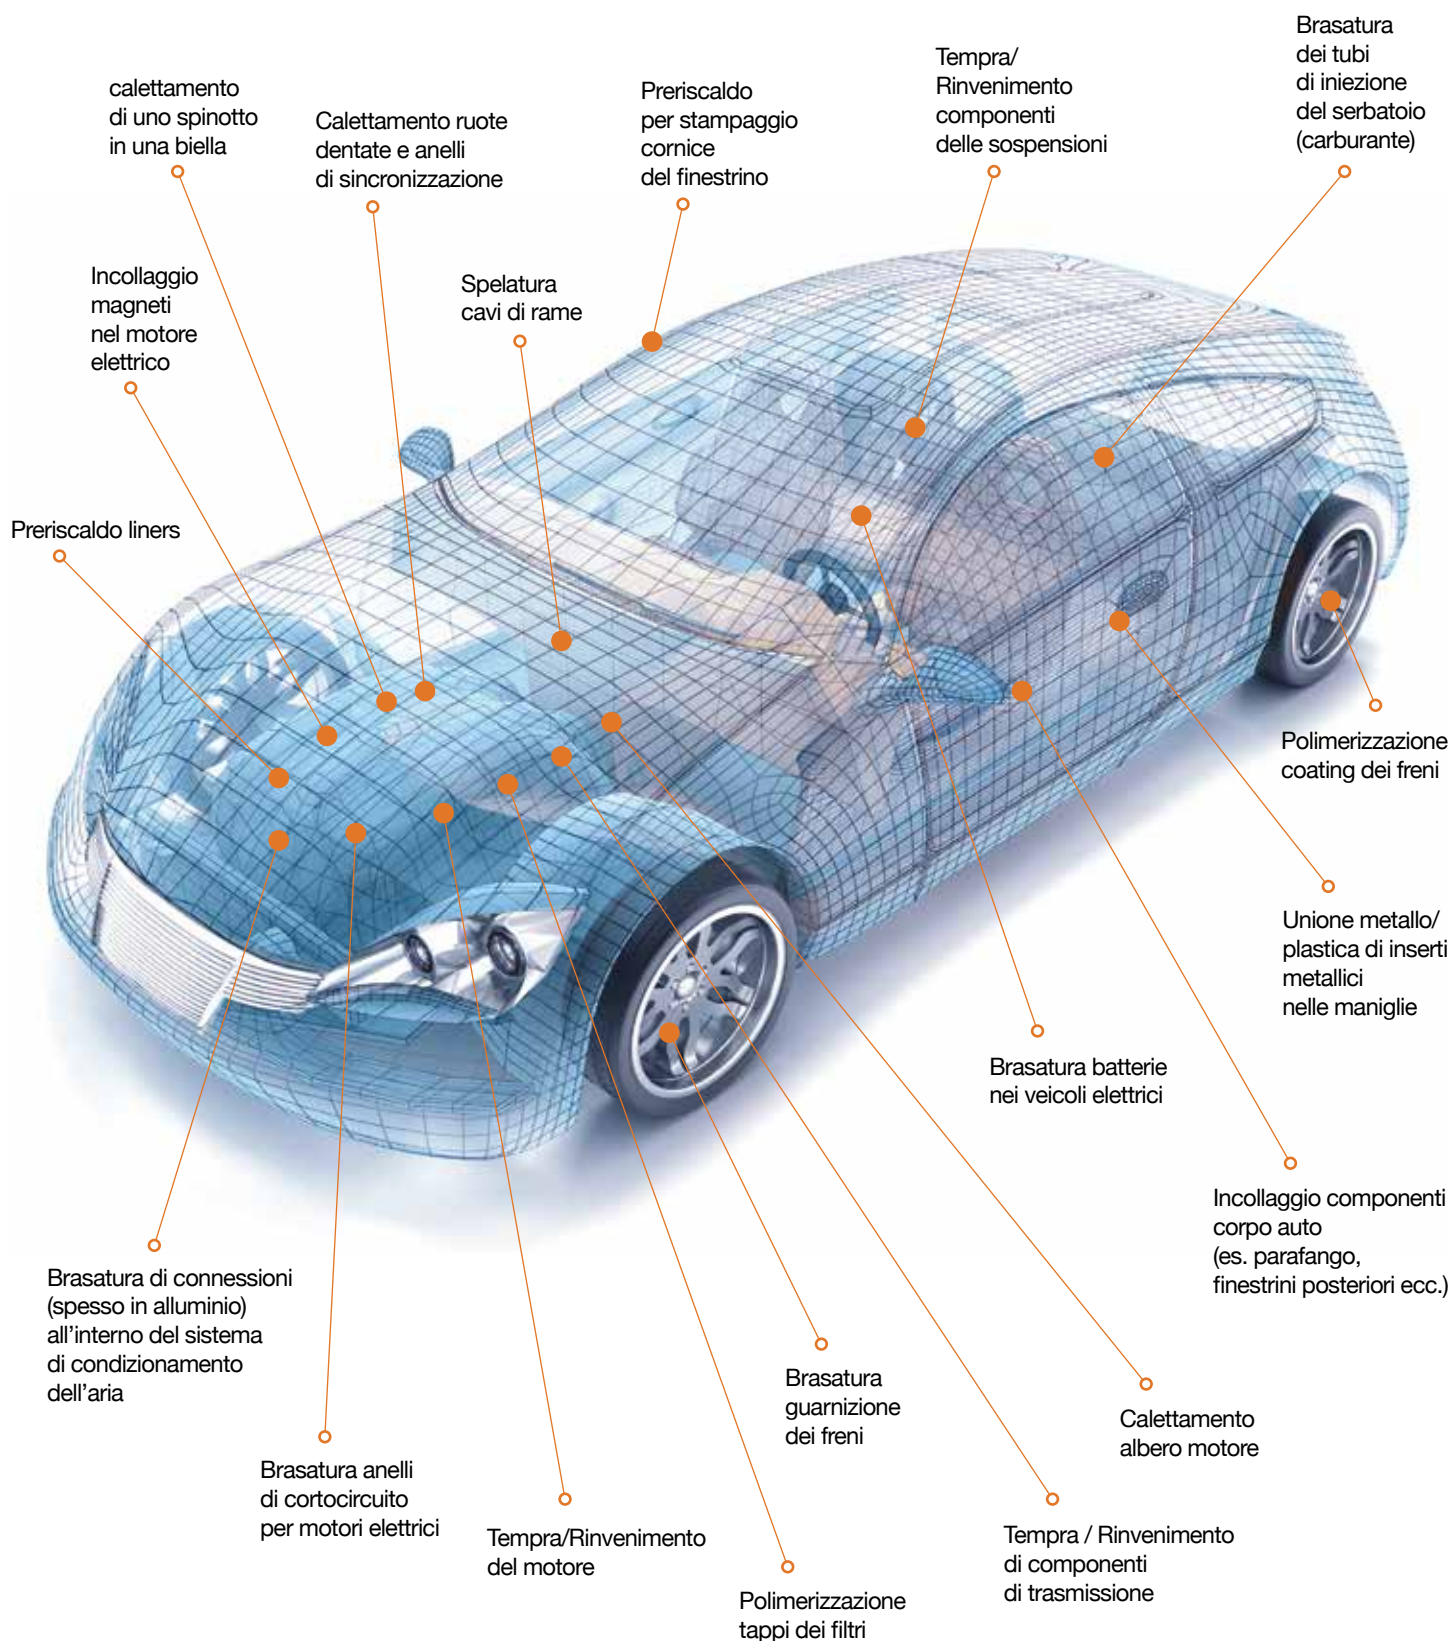 calettamento
di uno spinotto
in una biella
Calettamento ruote
dentate e anelli
di sincronizzazione
Preriscaldo
per stampaggio
cornice
del finestrino
Tempra/
Rinvenimento
componenti
delle sospensioni
Brasatura
dei tubi
di iniezione
del serbatoio
(carburante)
Incollaggio
magneti
nel motore
elettrico
Spelatura
cavi di rame
Preriscaldo liners
Polimerizzazione
coating dei freni
Unione metallo/
plastica di inserti
metallici
nelle maniglie
Brasatura batterie
nei veicoli elettrici
Incollaggio componenti
corpo auto
(es. parafango,
finestrini posteriori ecc.)
Brasatura di connessioni
(spesso in alluminio)
all'interno del sistema
di condizionamento
dell'aria
Brasatura
guarnizione
dei freni
Calettamento
albero motore
Brasatura anelli
di cortocircuito
per motori elettrici
Tempra/Rinvenimento
del motore
Tempra / Rinvenimento
di componenti
di trasmissione
Polimerizzazione
tappi dei filtri